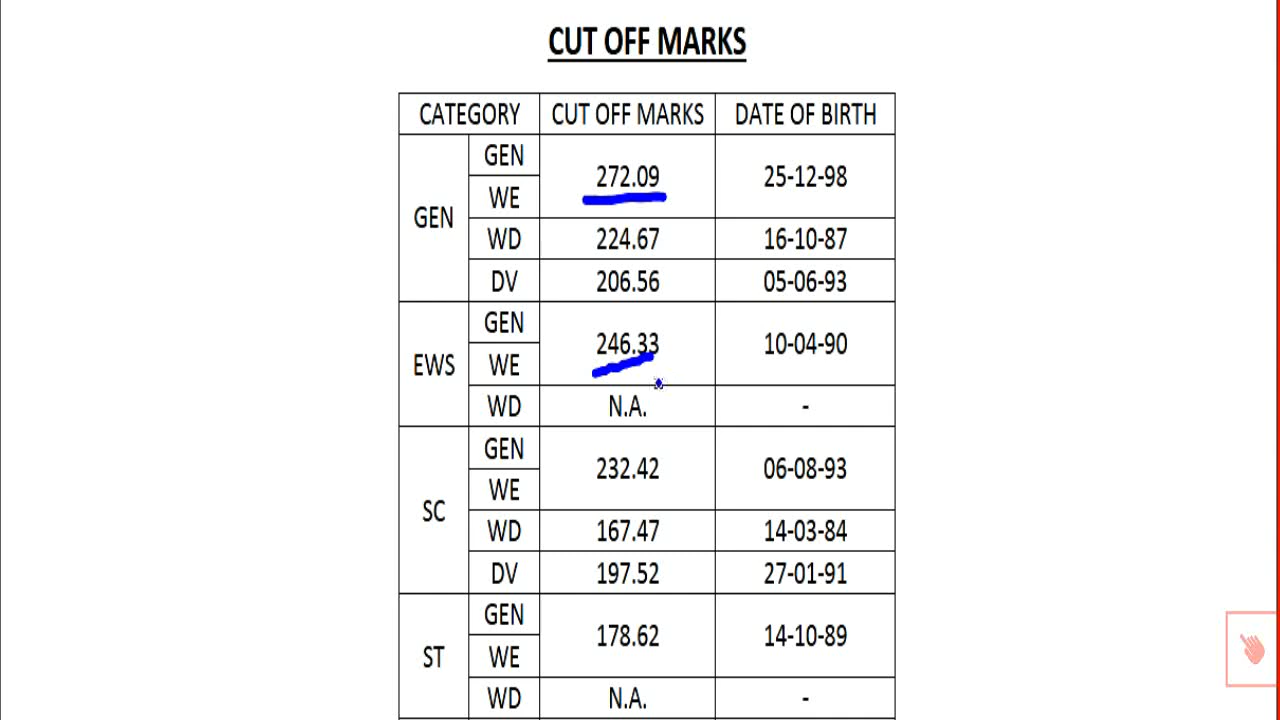 CUT OFF MARKS
CATEGORY CUT OFF MARKS DATE OF BIRTH
GEN GEN 272.09 25-12-98
WE
WD 224.67 16-10-87
DV 206.56 05-06-93
EWS GEN 246.33 10-04-90
WE
WD N.A. -
SC GEN 232.42 06-08-93
WE
WD 167.47 14-03-84
DV 197.52 27-01-91
ST GEN 178.62 14-10-89
WE
WD N.A. -